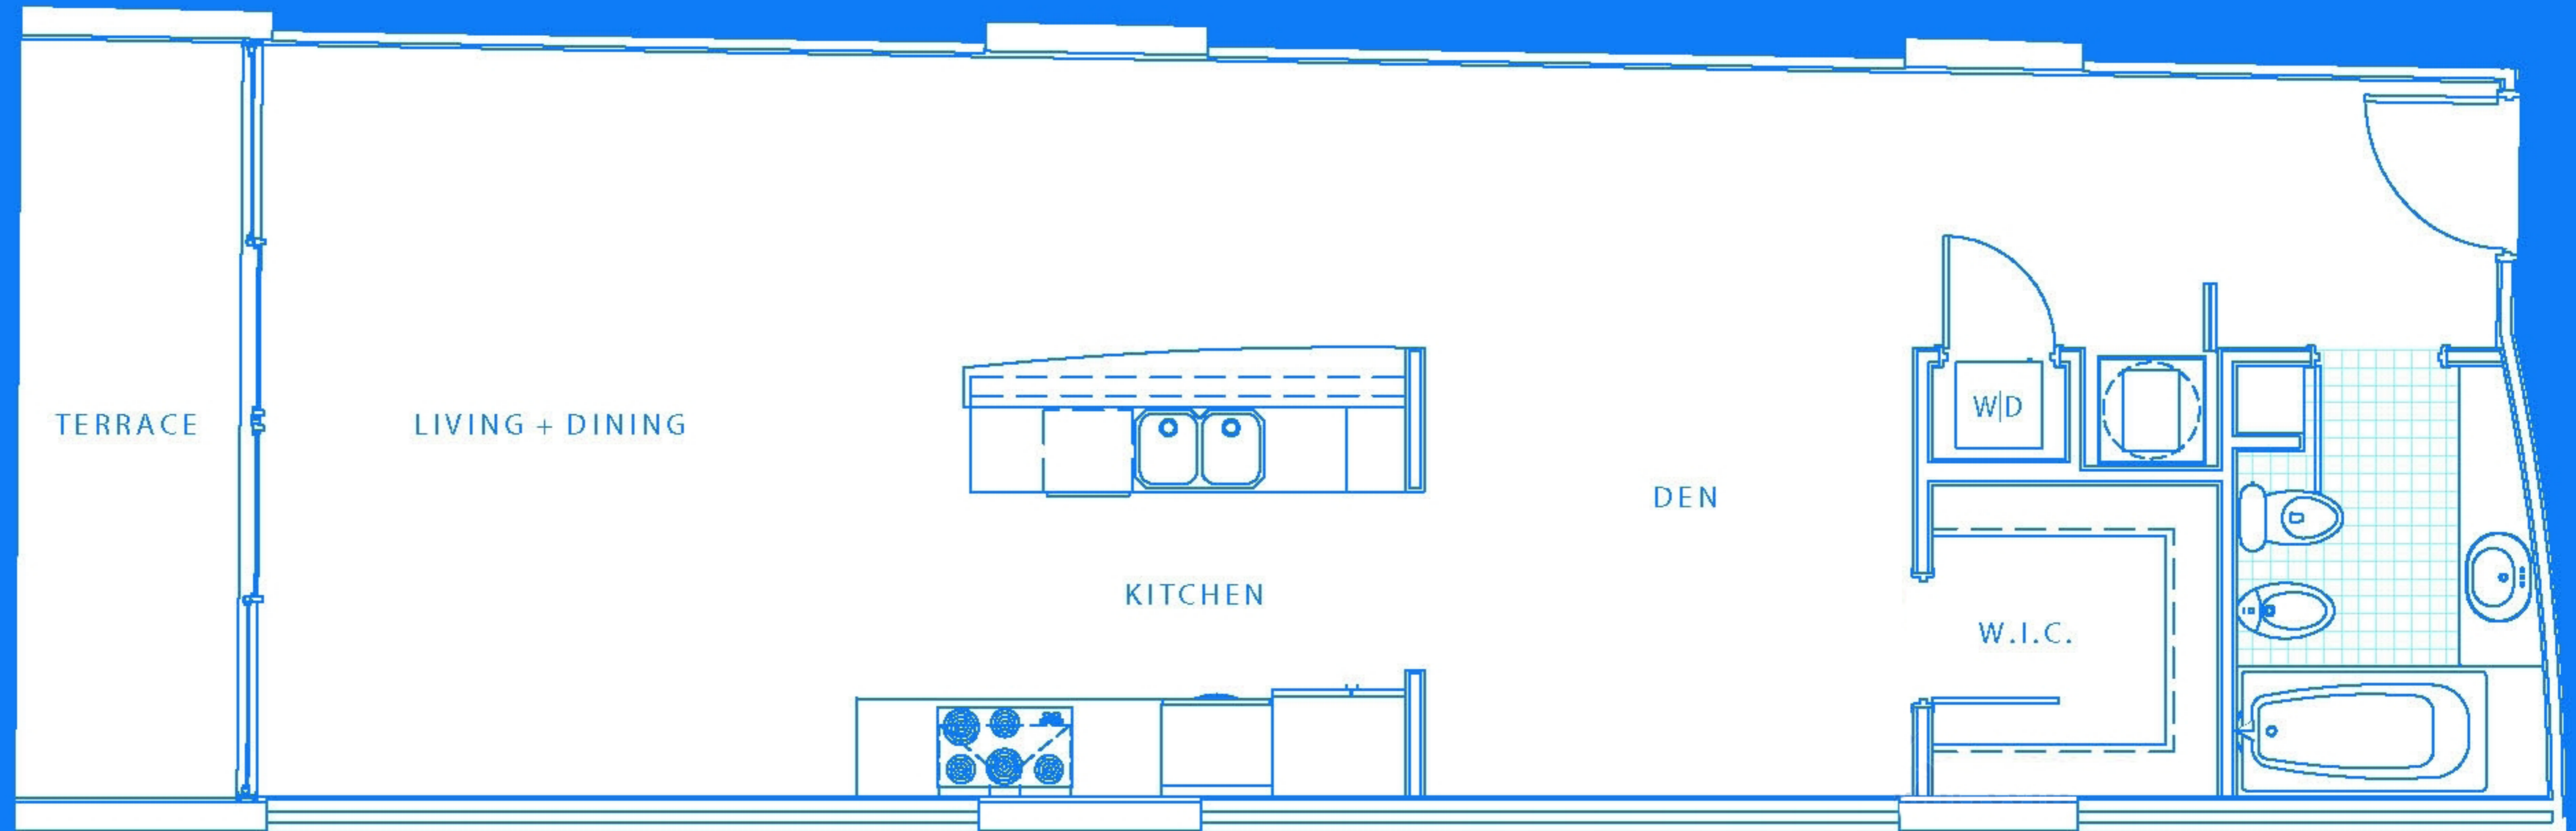 TERRACE
LIVING + DINING
KITCHEN
DEN
W|D
W.I.C.